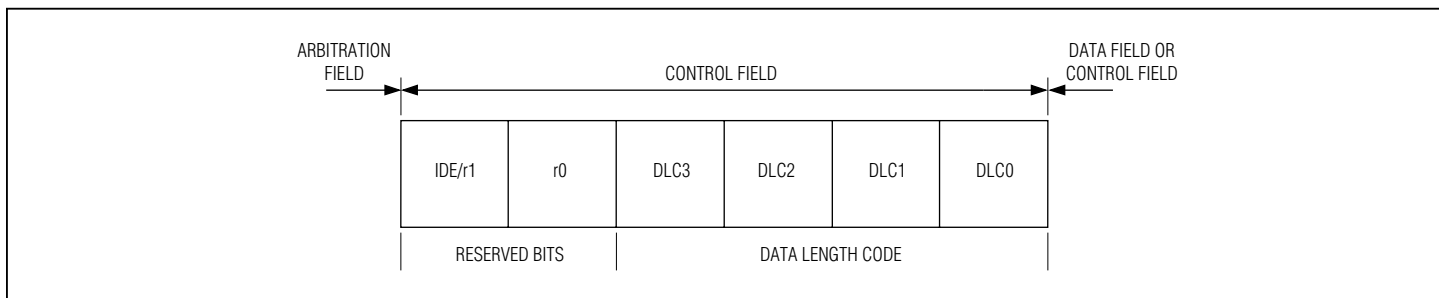 ARBITRATION
FIELD
CONTROL FIELD
DATA FIELD OR
CONTROL FIELD
IDE/r1
r0
DLC3
DLC2
DLC1
DLC0
RESERVED BITS
DATA LENGTH CODE